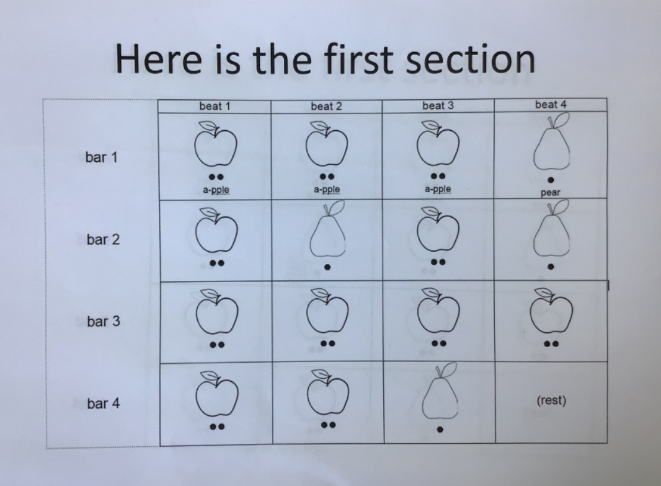 Here is the first section
beat 1 beat 2 beat 3 beat 4
bar 1
a-pple a-pple a-pple pear
bar 2
bar 3
bar 4 (rest)